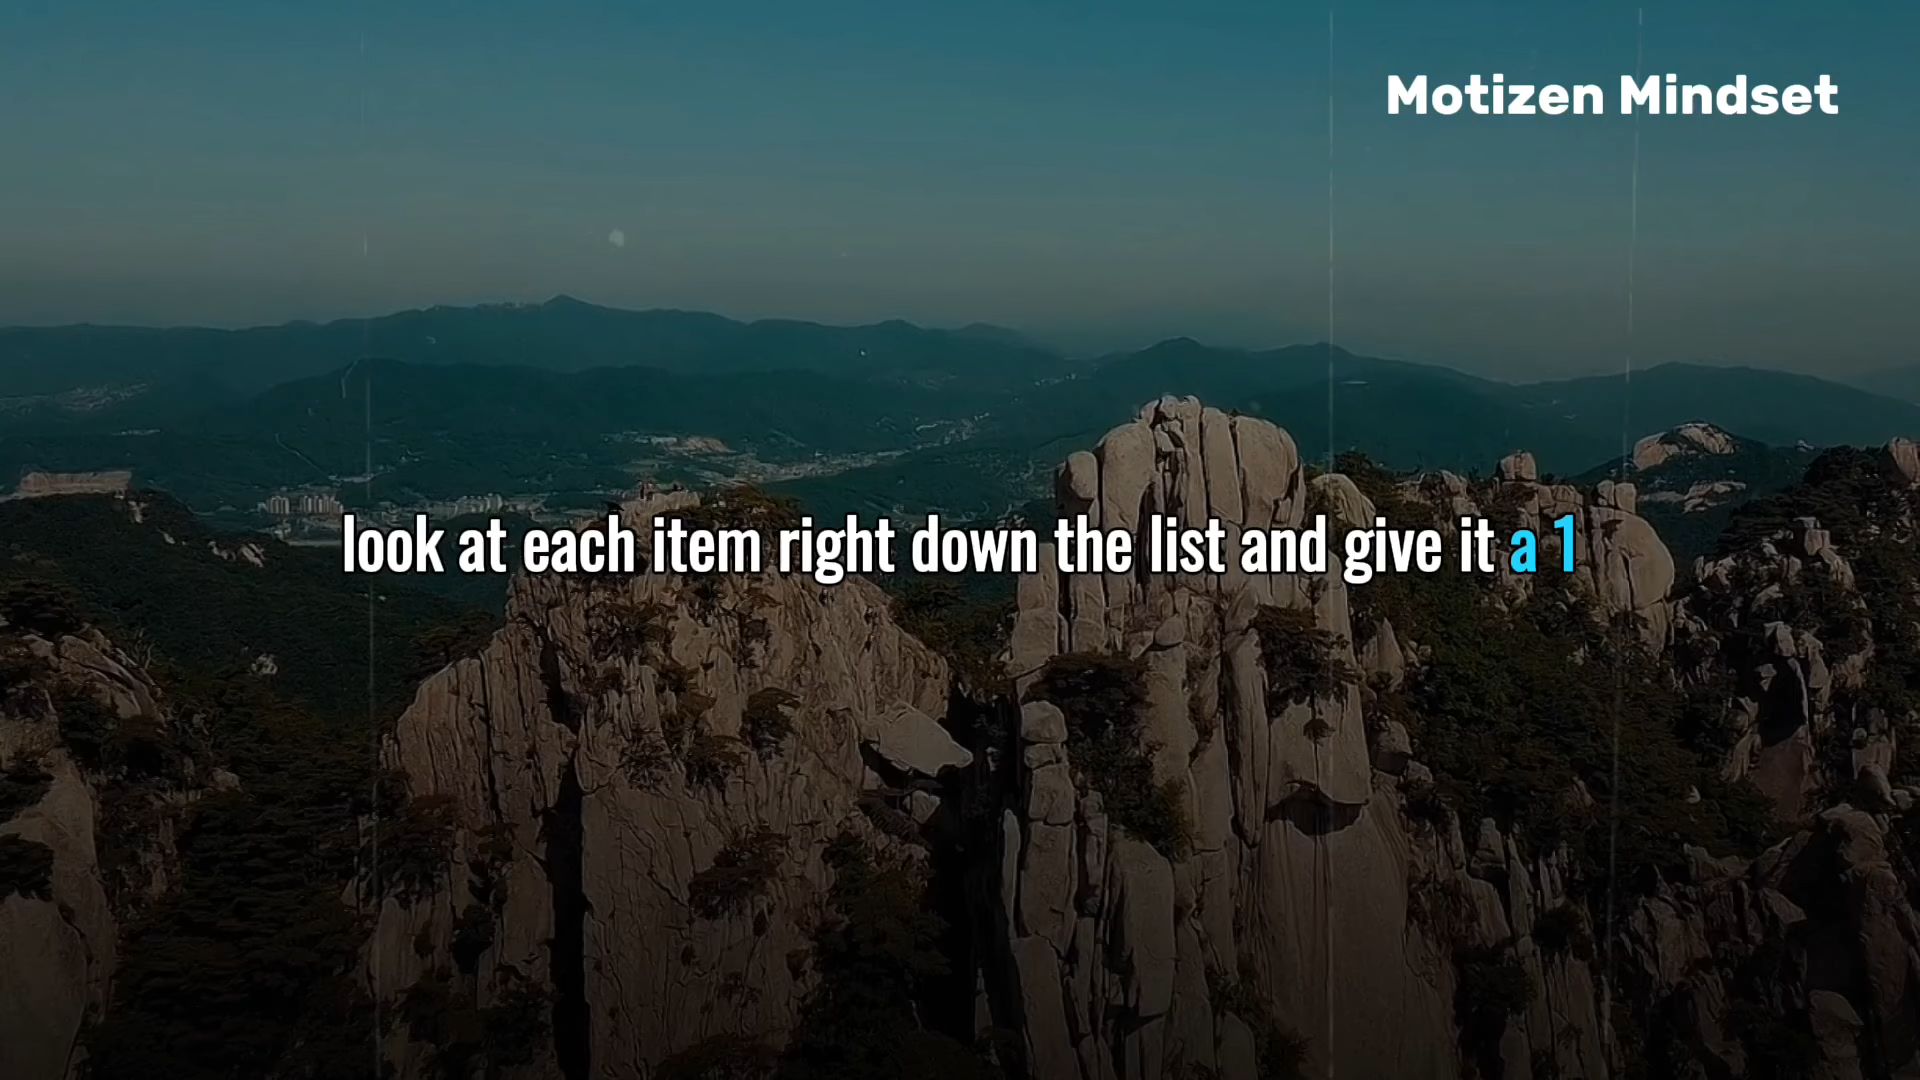 Motizen Mindset
look at each item right down the list and give it a 1